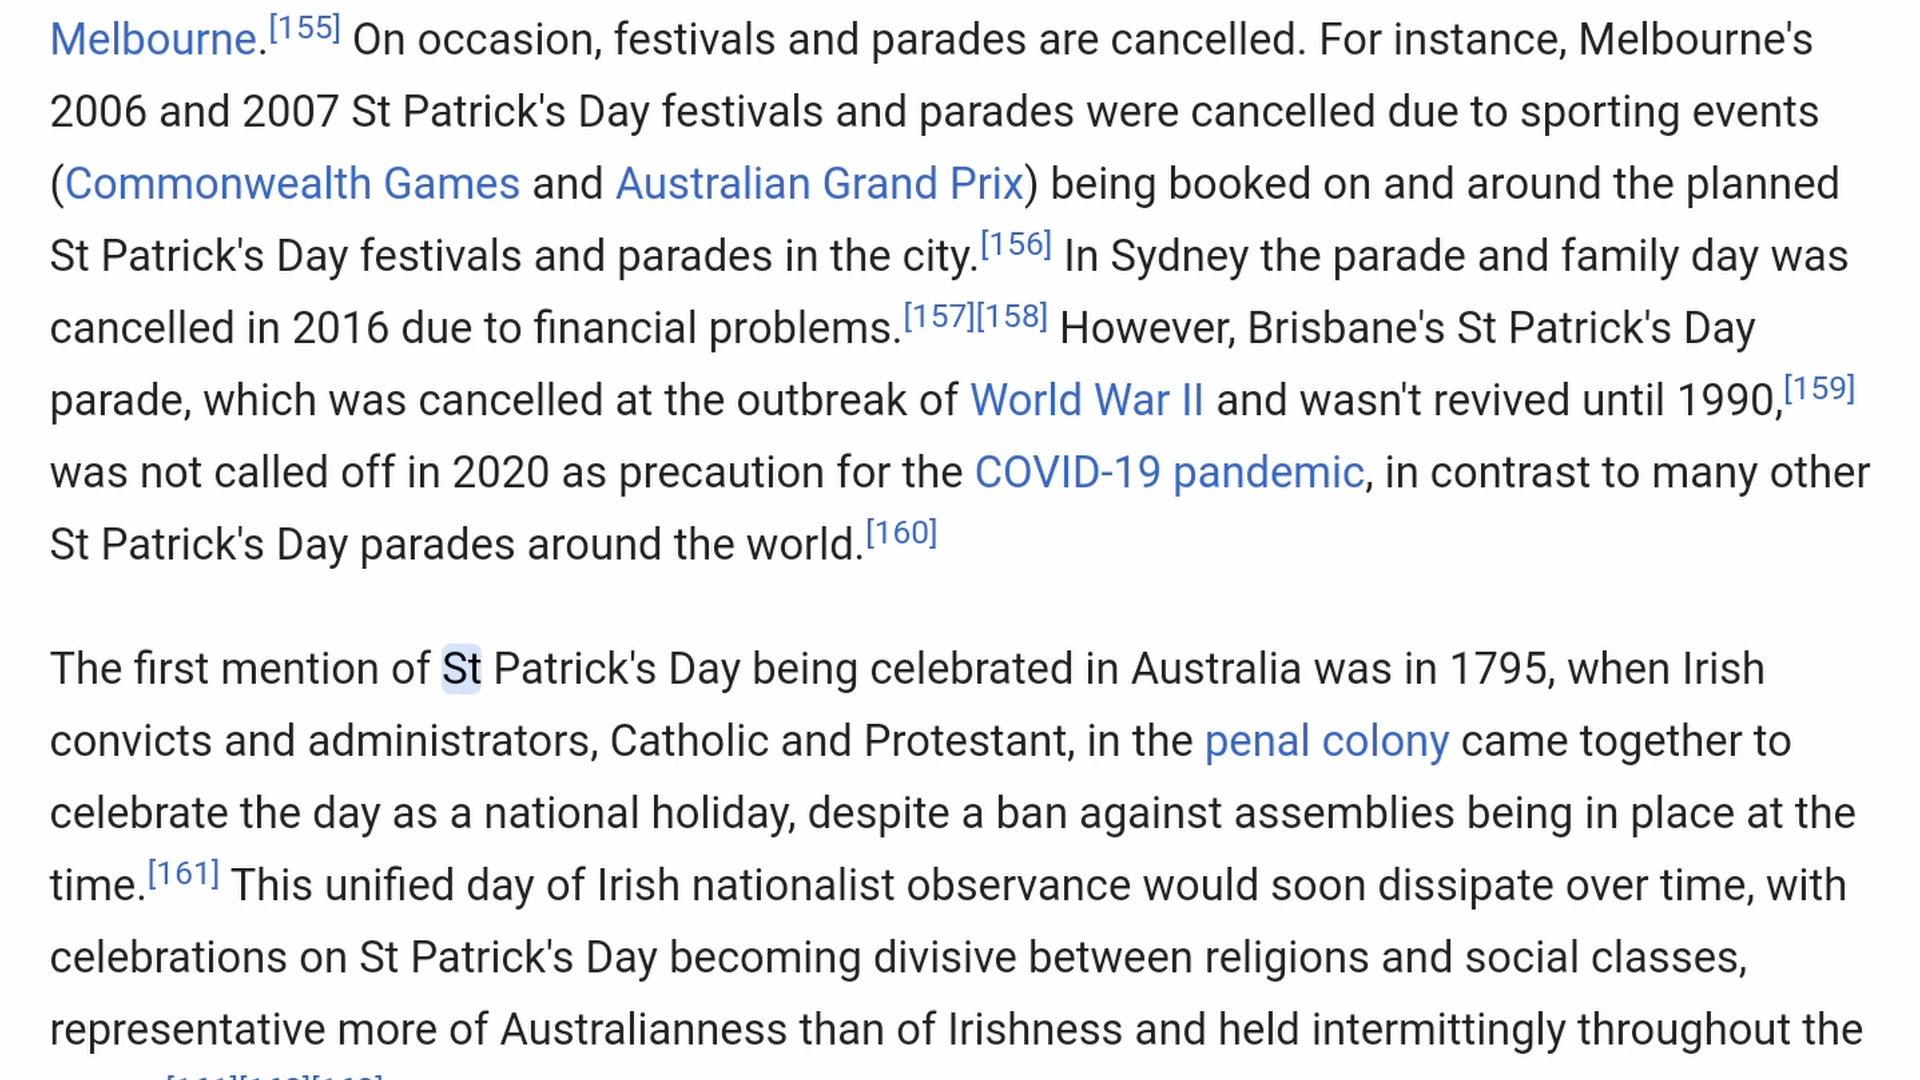 Melbourne.[155] On occasion, festivals and parades are cancelled. For instance, Melbourne's
2006 and 2007 St Patrick's Day festivals and parades were cancelled due to sporting events
(Commonwealth Games and Australian Grand Prix) being booked on and around the planned
St Patrick's Day festivals and parades in the city.[156] In Sydney the parade and family day was
cancelled in 2016 due to financial problems.[157][158] However, Brisbane's St Patrick's Day
parade, which was cancelled at the outbreak of World War II and wasn't revived until 1990,[159]
was not called off in 2020 as precaution for the COVID-19 pandemic, in contrast to many other
St Patrick's Day parades around the world.[160]
The first mention of St Patrick's Day being celebrated in Australia was in 1795, when Irish
convicts and administrators, Catholic and Protestant, in the penal colony came together to
celebrate the day as a national holiday, despite a ban against assemblies being in place at the
time.[161] This unified day of Irish nationalist observance would soon dissipate over time, with
celebrations on St Patrick's Day becoming divisive between religions and social classes,
representative more of Australianness than of Irishness and held intermittingly throughout the